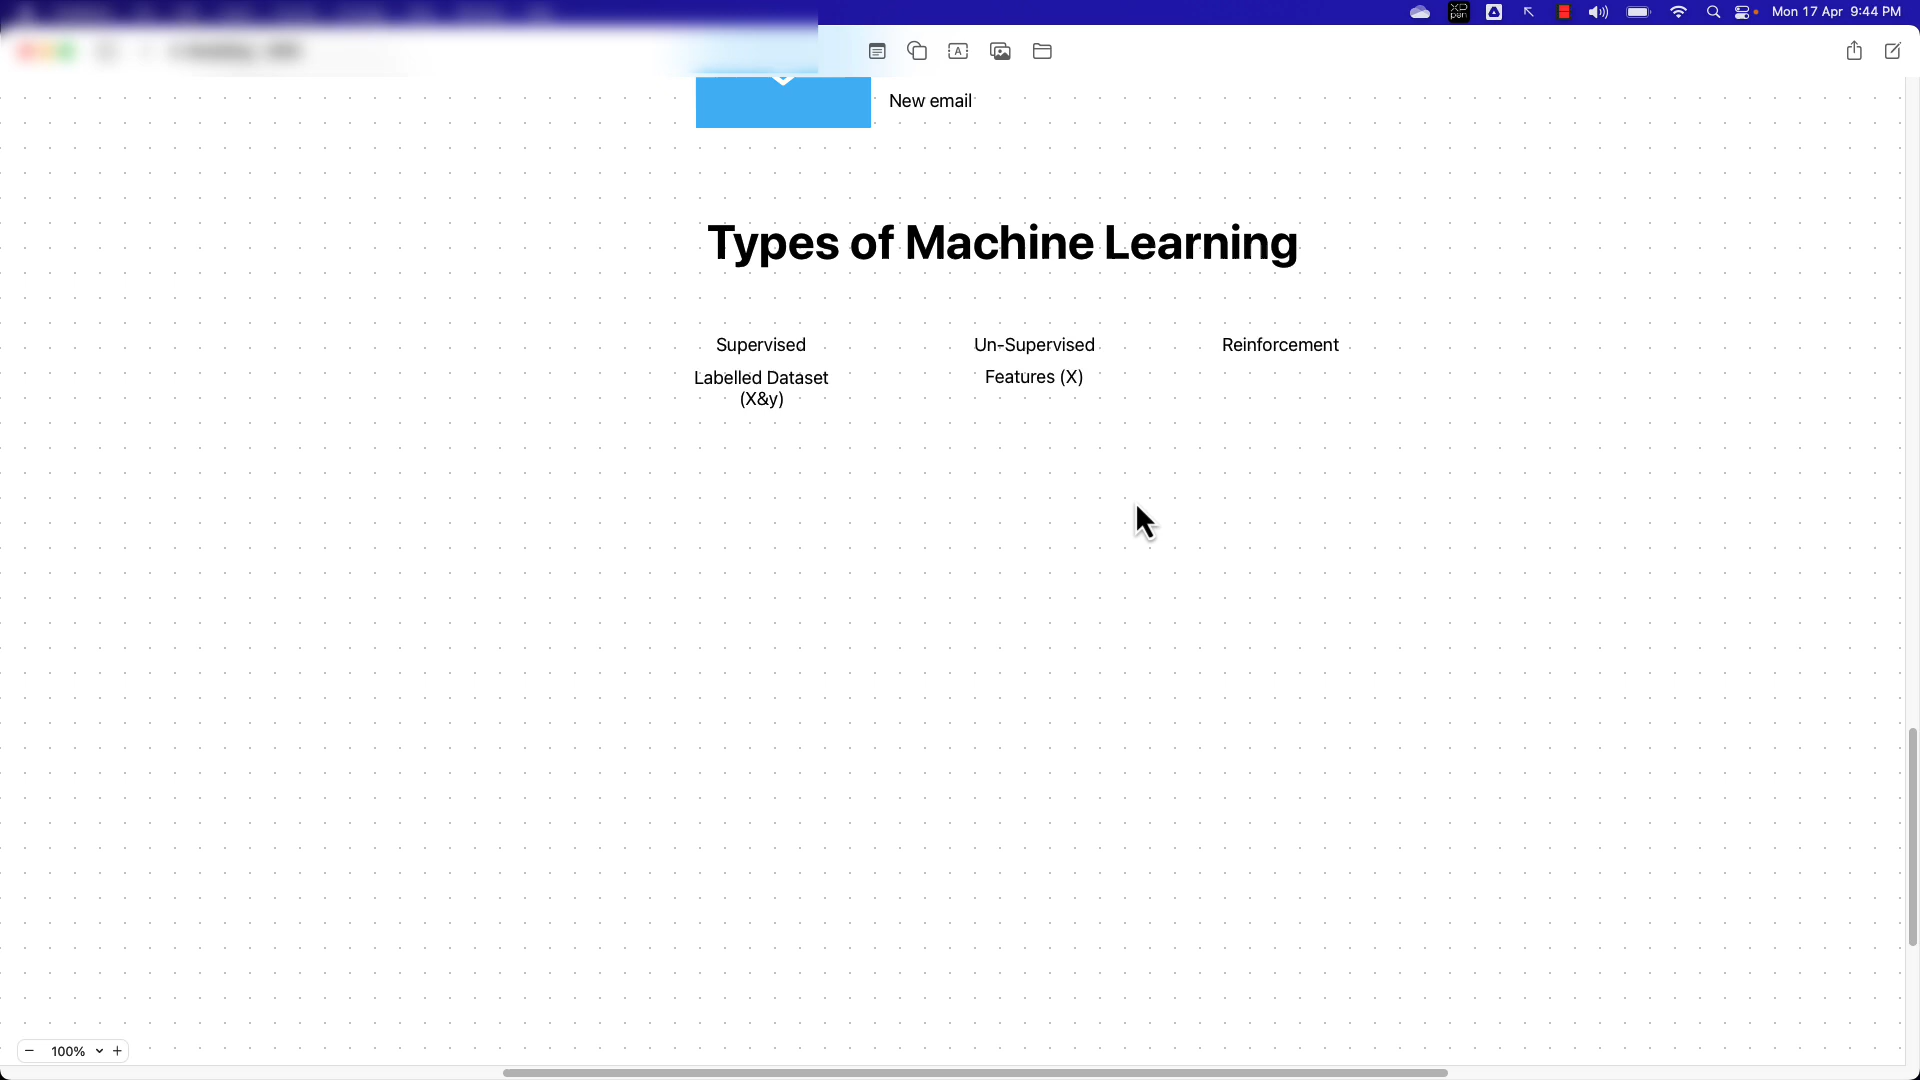 Mon 17 Apr 9:44 PM
New email
Types of Machine Learning
Supervised
Un-Supervised
Reinforcement
Labelled Dataset
(X&y)
Features (X)
100%